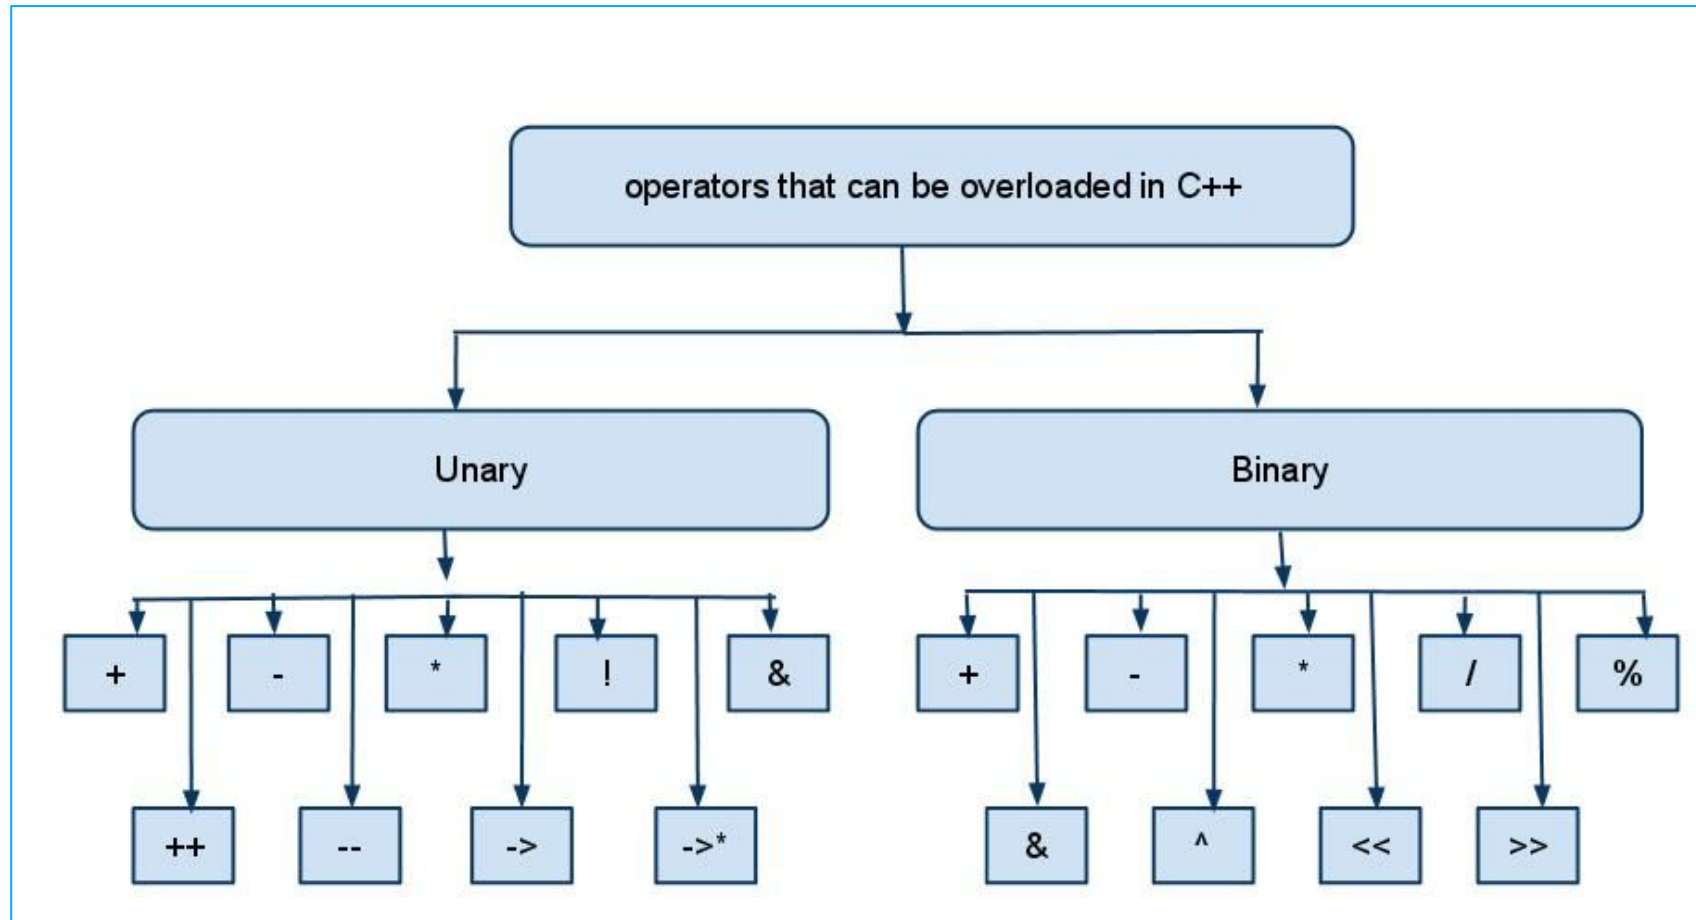 operators that can be overloaded in C++
Unary
Binary
+ - * ! &
++ -- -> ->*
+ - * / %
& ^ << >>